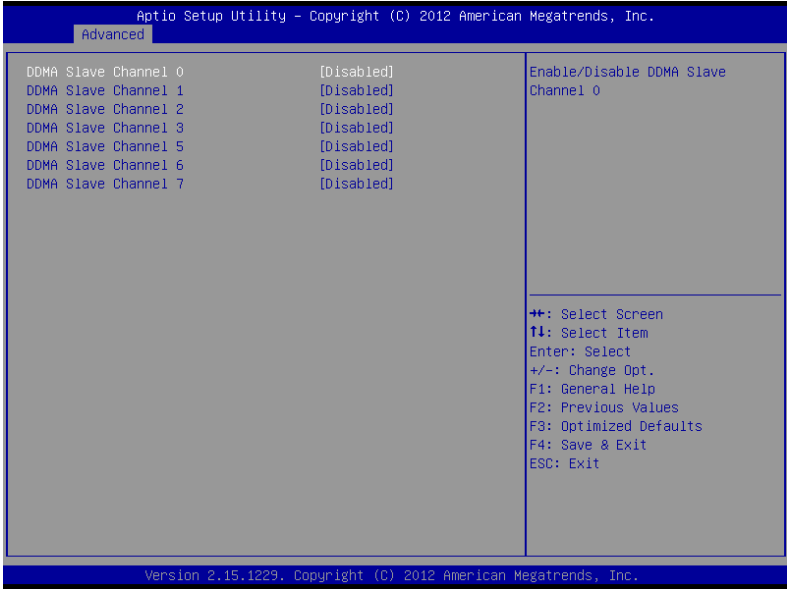 Aptio Setup Utility – Copyright (C) 2012 American Megatrends, Inc.
Advanced
DDMA Slave Channel 0 [Disabled]
DDMA Slave Channel 1 [Disabled]
DDMA Slave Channel 2 [Disabled]
DDMA Slave Channel 3 [Disabled]
DDMA Slave Channel 5 [Disabled]
DDMA Slave Channel 6 [Disabled]
DDMA Slave Channel 7 [Disabled]
Enable/Disable DDMA Slave
Channel 0
→←: Select Screen
↑↓: Select Item
Enter: Select
+/-: Change Opt.
F1: General Help
F2: Previous Values
F3: Optimized Defaults
F4: Save & Exit
ESC: Exit
Version 2.15.1229. Copyright (C) 2012 American Megatrends, Inc.